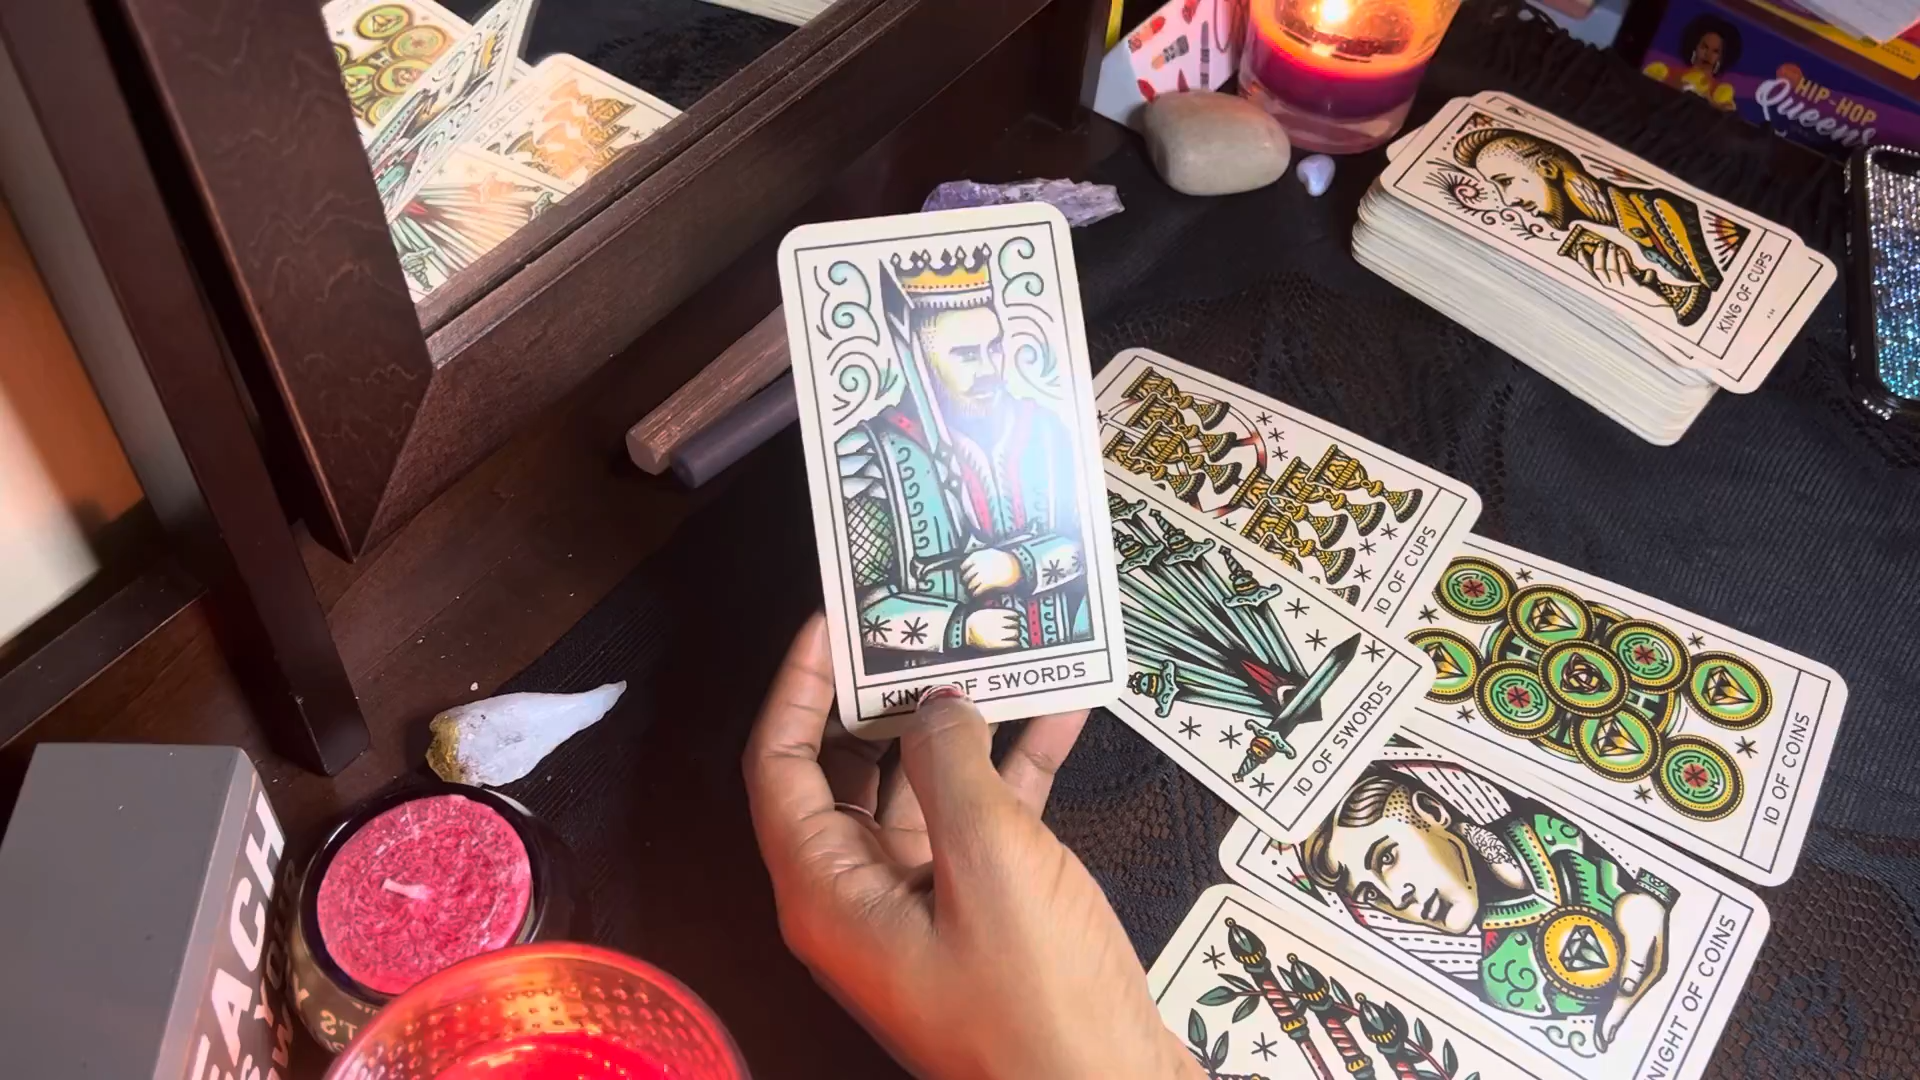 HIP-HOP
Queens
KING OF CUPS
KING OF SWORDS
10 OF CUPS
10 OF SWORDS
10 OF COINS
KNIGHT OF COINS
EACH